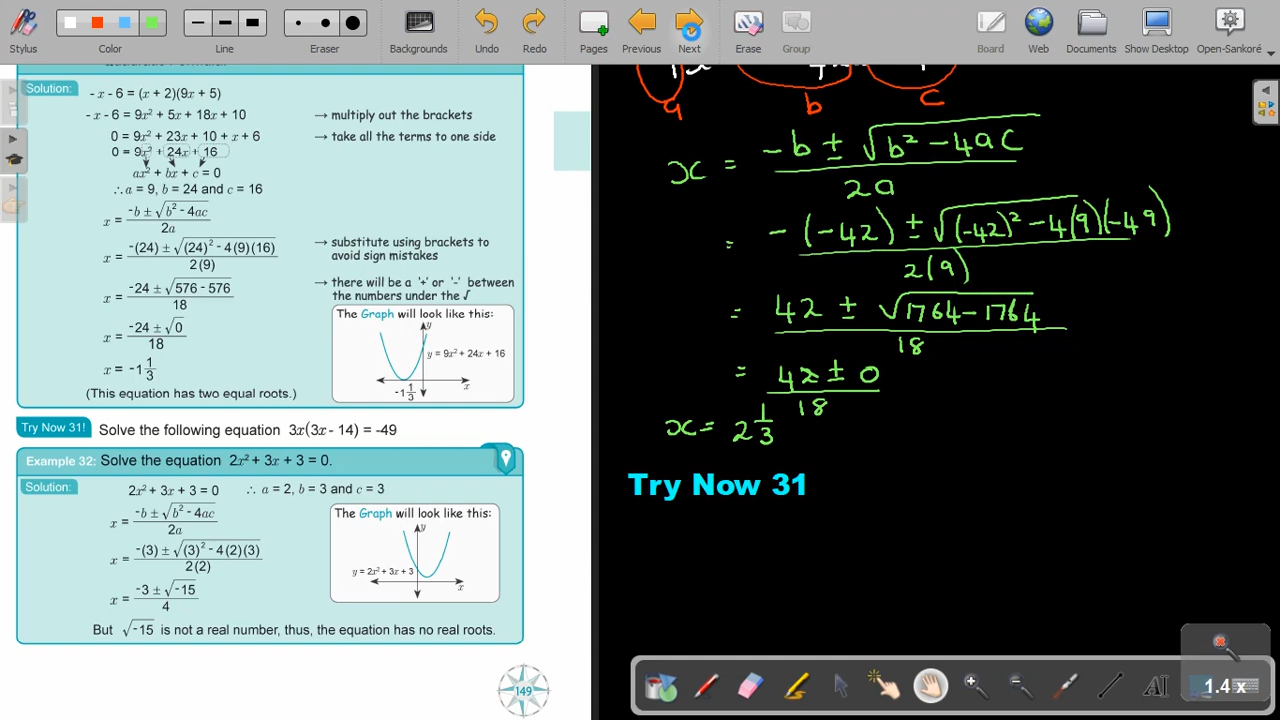 Stylus Color Line Eraser Backgrounds Undo Redo Pages Previous Next Erase Group Board Web Documents Show Desktop Open-Sankoré
Solution:
- x - 6 = (x + 2)(9x + 5)
- x - 6 = 9x² + 5x + 18x + 10 → multiply out the brackets
0 = 9x² + 23x + 10 + x + 6 → take all the terms to one side
0 = 9x² + 24x + 16
ax² + bx + c = 0
∴ a = 9, b = 24 and c = 16
x = -b ± √b² - 4ac / 2a
x = -(24) ± √(24)² - 4(9)(16) / 2(9) → substitute using brackets to
avoid sign mistakes
x = -24 ± √576 - 576 / 18 → there will be a '+' or '-' between
the numbers under the √
x = -24 ± √0 / 18
x = -1 1/3
(This equation has two equal roots.)
The Graph will look like this:
y
y = 9x² + 24x + 16
x
-1 1/3
Try Now 31! Solve the following equation 3x(3x - 14) = -49
Example 32: Solve the equation 2x² + 3x + 3 = 0.
Solution:
2x² + 3x + 3 = 0 ∴ a = 2, b = 3 and c = 3
x = -b ± √b² - 4ac / 2a
x = -(3) ± √(3)² - 4(2)(3) / 2(2)
x = -3 ± √-15 / 4
The Graph will look like this:
y
y = 2x² + 3x + 3
x
But √-15 is not a real number, thus, the equation has no real roots.
149
a b c
x = -b ± √b² - 4ac / 2a
= -(-42) ± √(-42)² - 4(9)(-49) / 2(9)
= 42 ± √1764 - 1764 / 18
= 42 ± 0 / 18
x = 2 1/3
Try Now 31
1.4 x